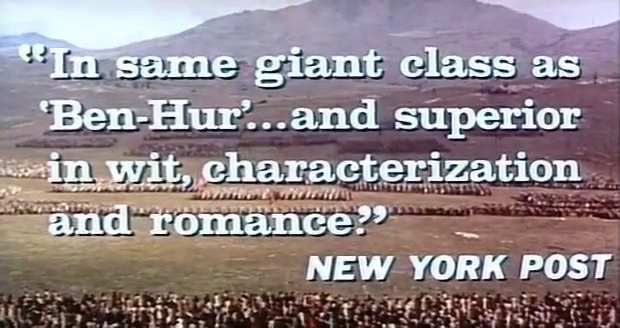 “In same giant class as
‘Ben-Hur’...and superior
in wit, characterization
and romance.”
NEW YORK POST